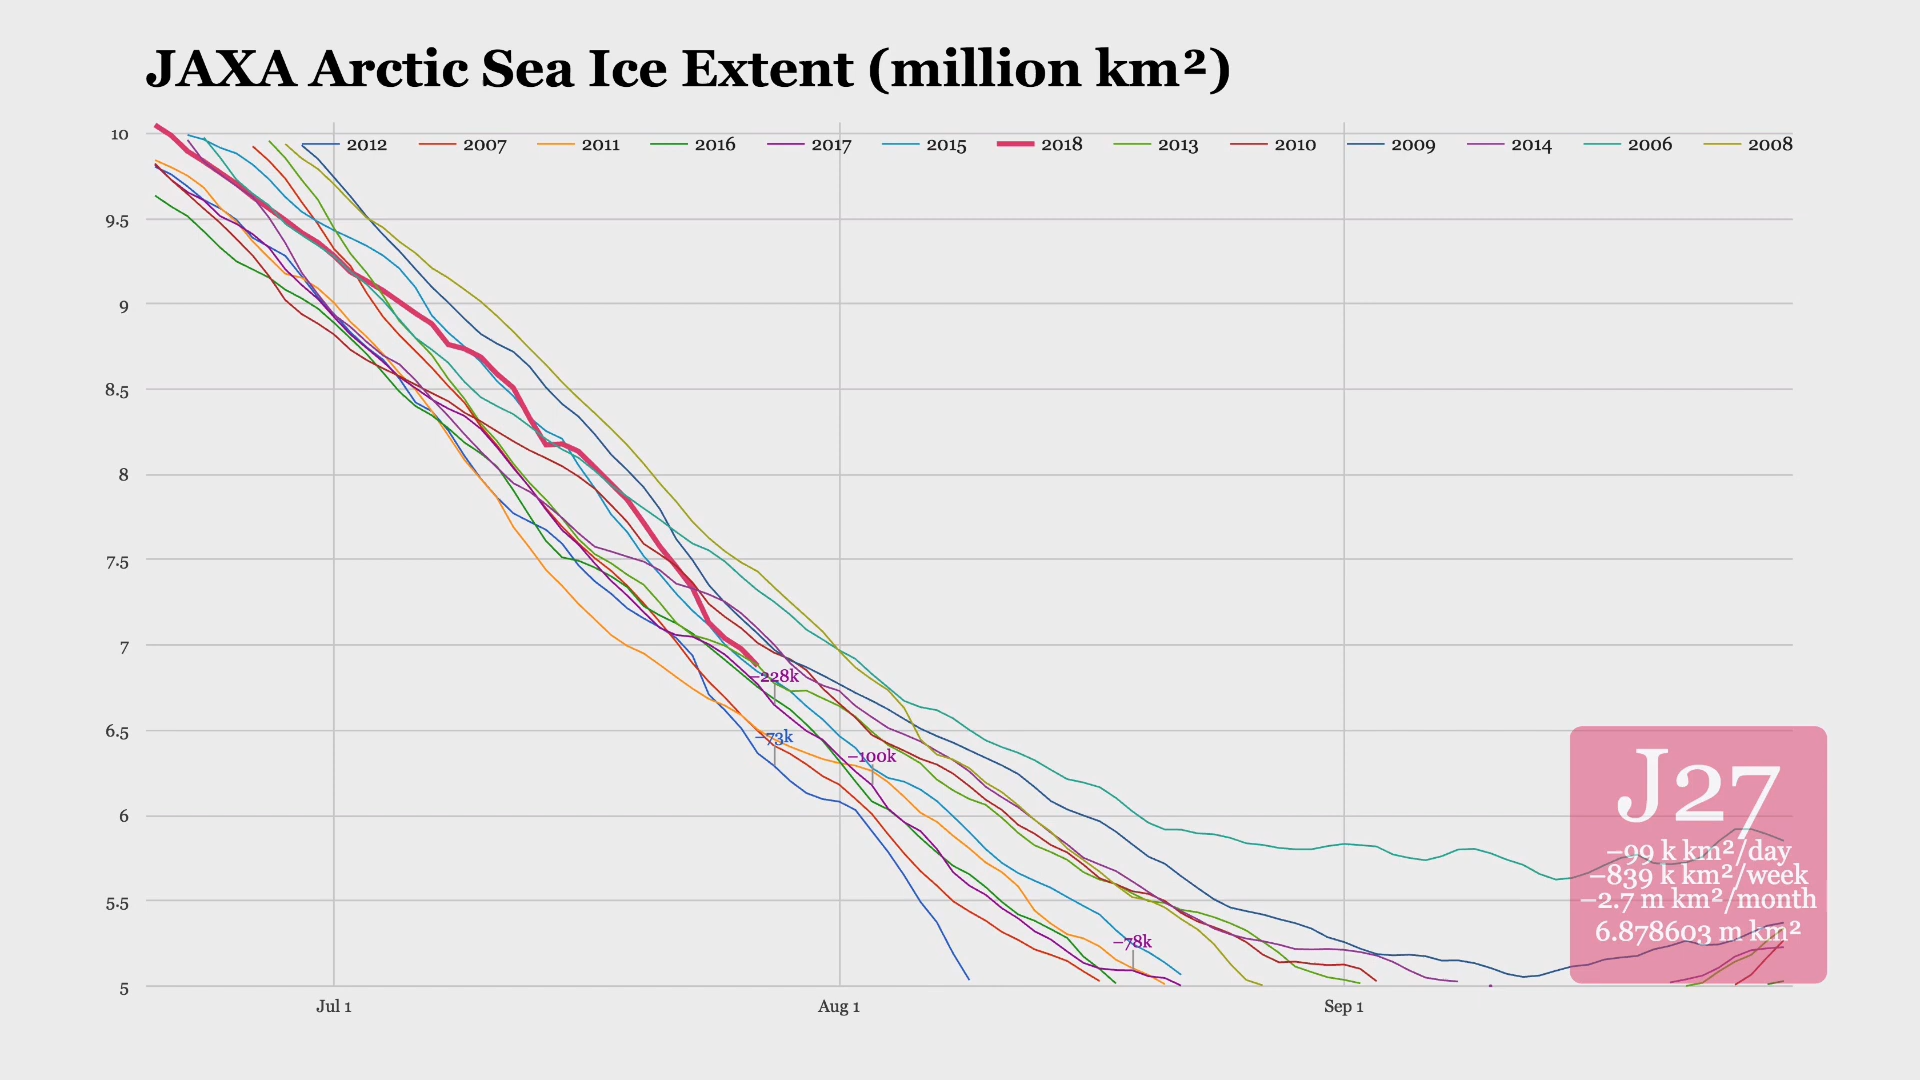 JAXA Arctic Sea Ice Extent (million km²)
2012 2007 2011 2016 2017 2015 2018 2013 2010 2009 2014 2006 2008
10
9.5
9
8.5
8
7.5
7
6.5
6
5.5
5
−228k
−73k
−100k
−78k
J27
−99 k km²/day
−839 k km²/week
−2.7 m km²/month
6.878603 m km²
Jul 1 Aug 1 Sep 1